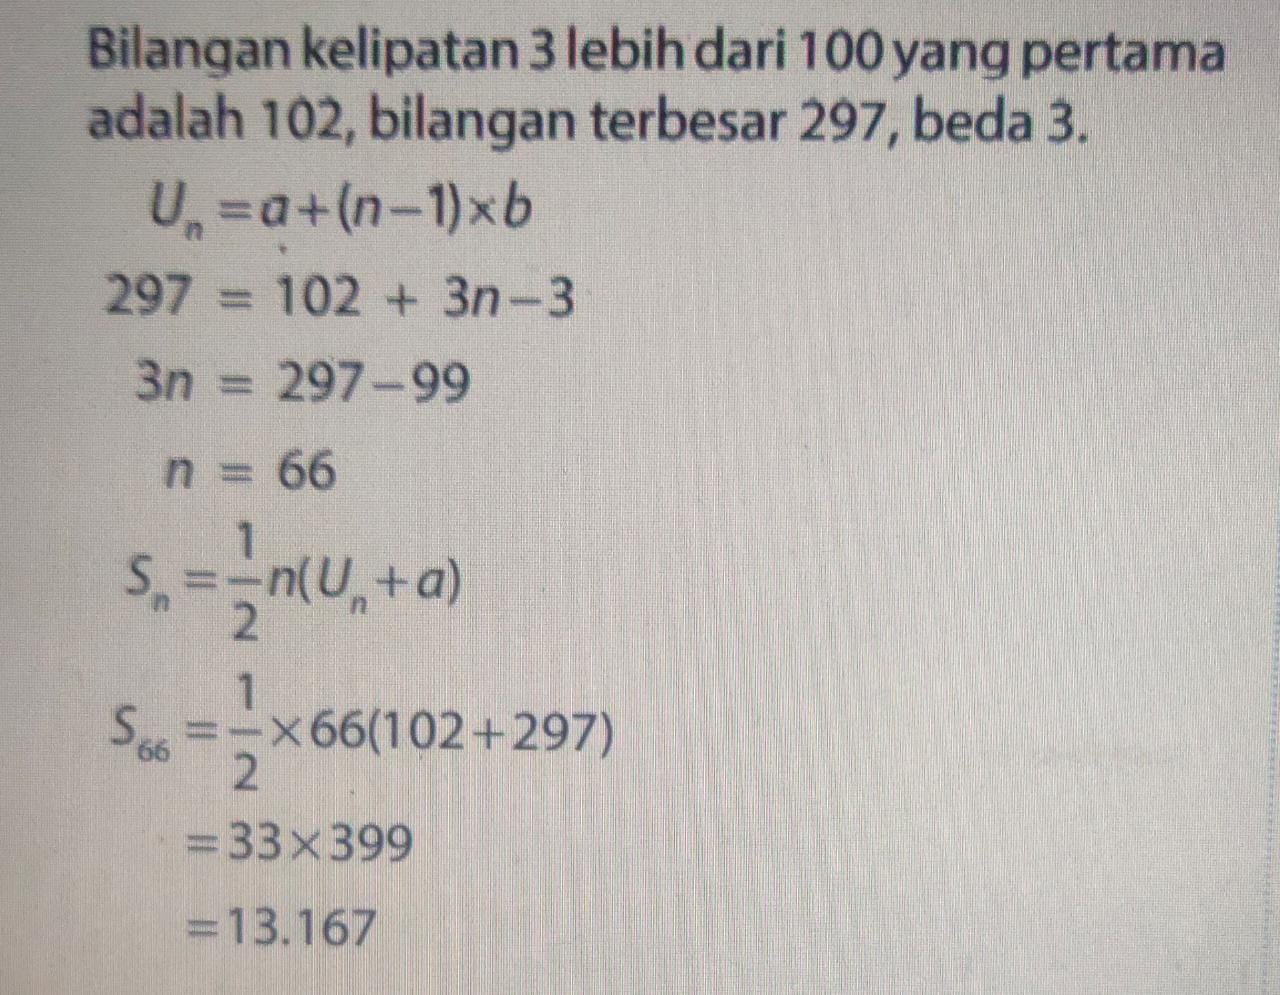 Bilangan kelipatan 3 lebih dari 100 yang pertama
adalah 102, bilangan terbesar 297, beda 3.
Uₙ = a+(n−1)×b
297 = 102 + 3n−3
3n = 297−99
n = 66
Sₙ = 1/2 n(Uₙ+a)
S₆₆ = 1/2 ×66(102+297)
=33×399
=13.167